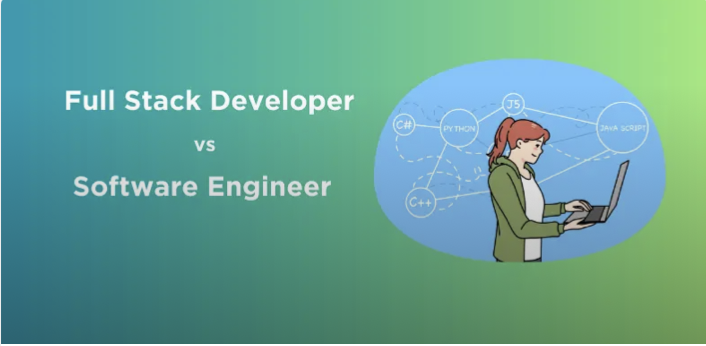 Full Stack Developer
vs
Software Engineer
C#
PYTHON
JS
JAVA SCRIPT
C++